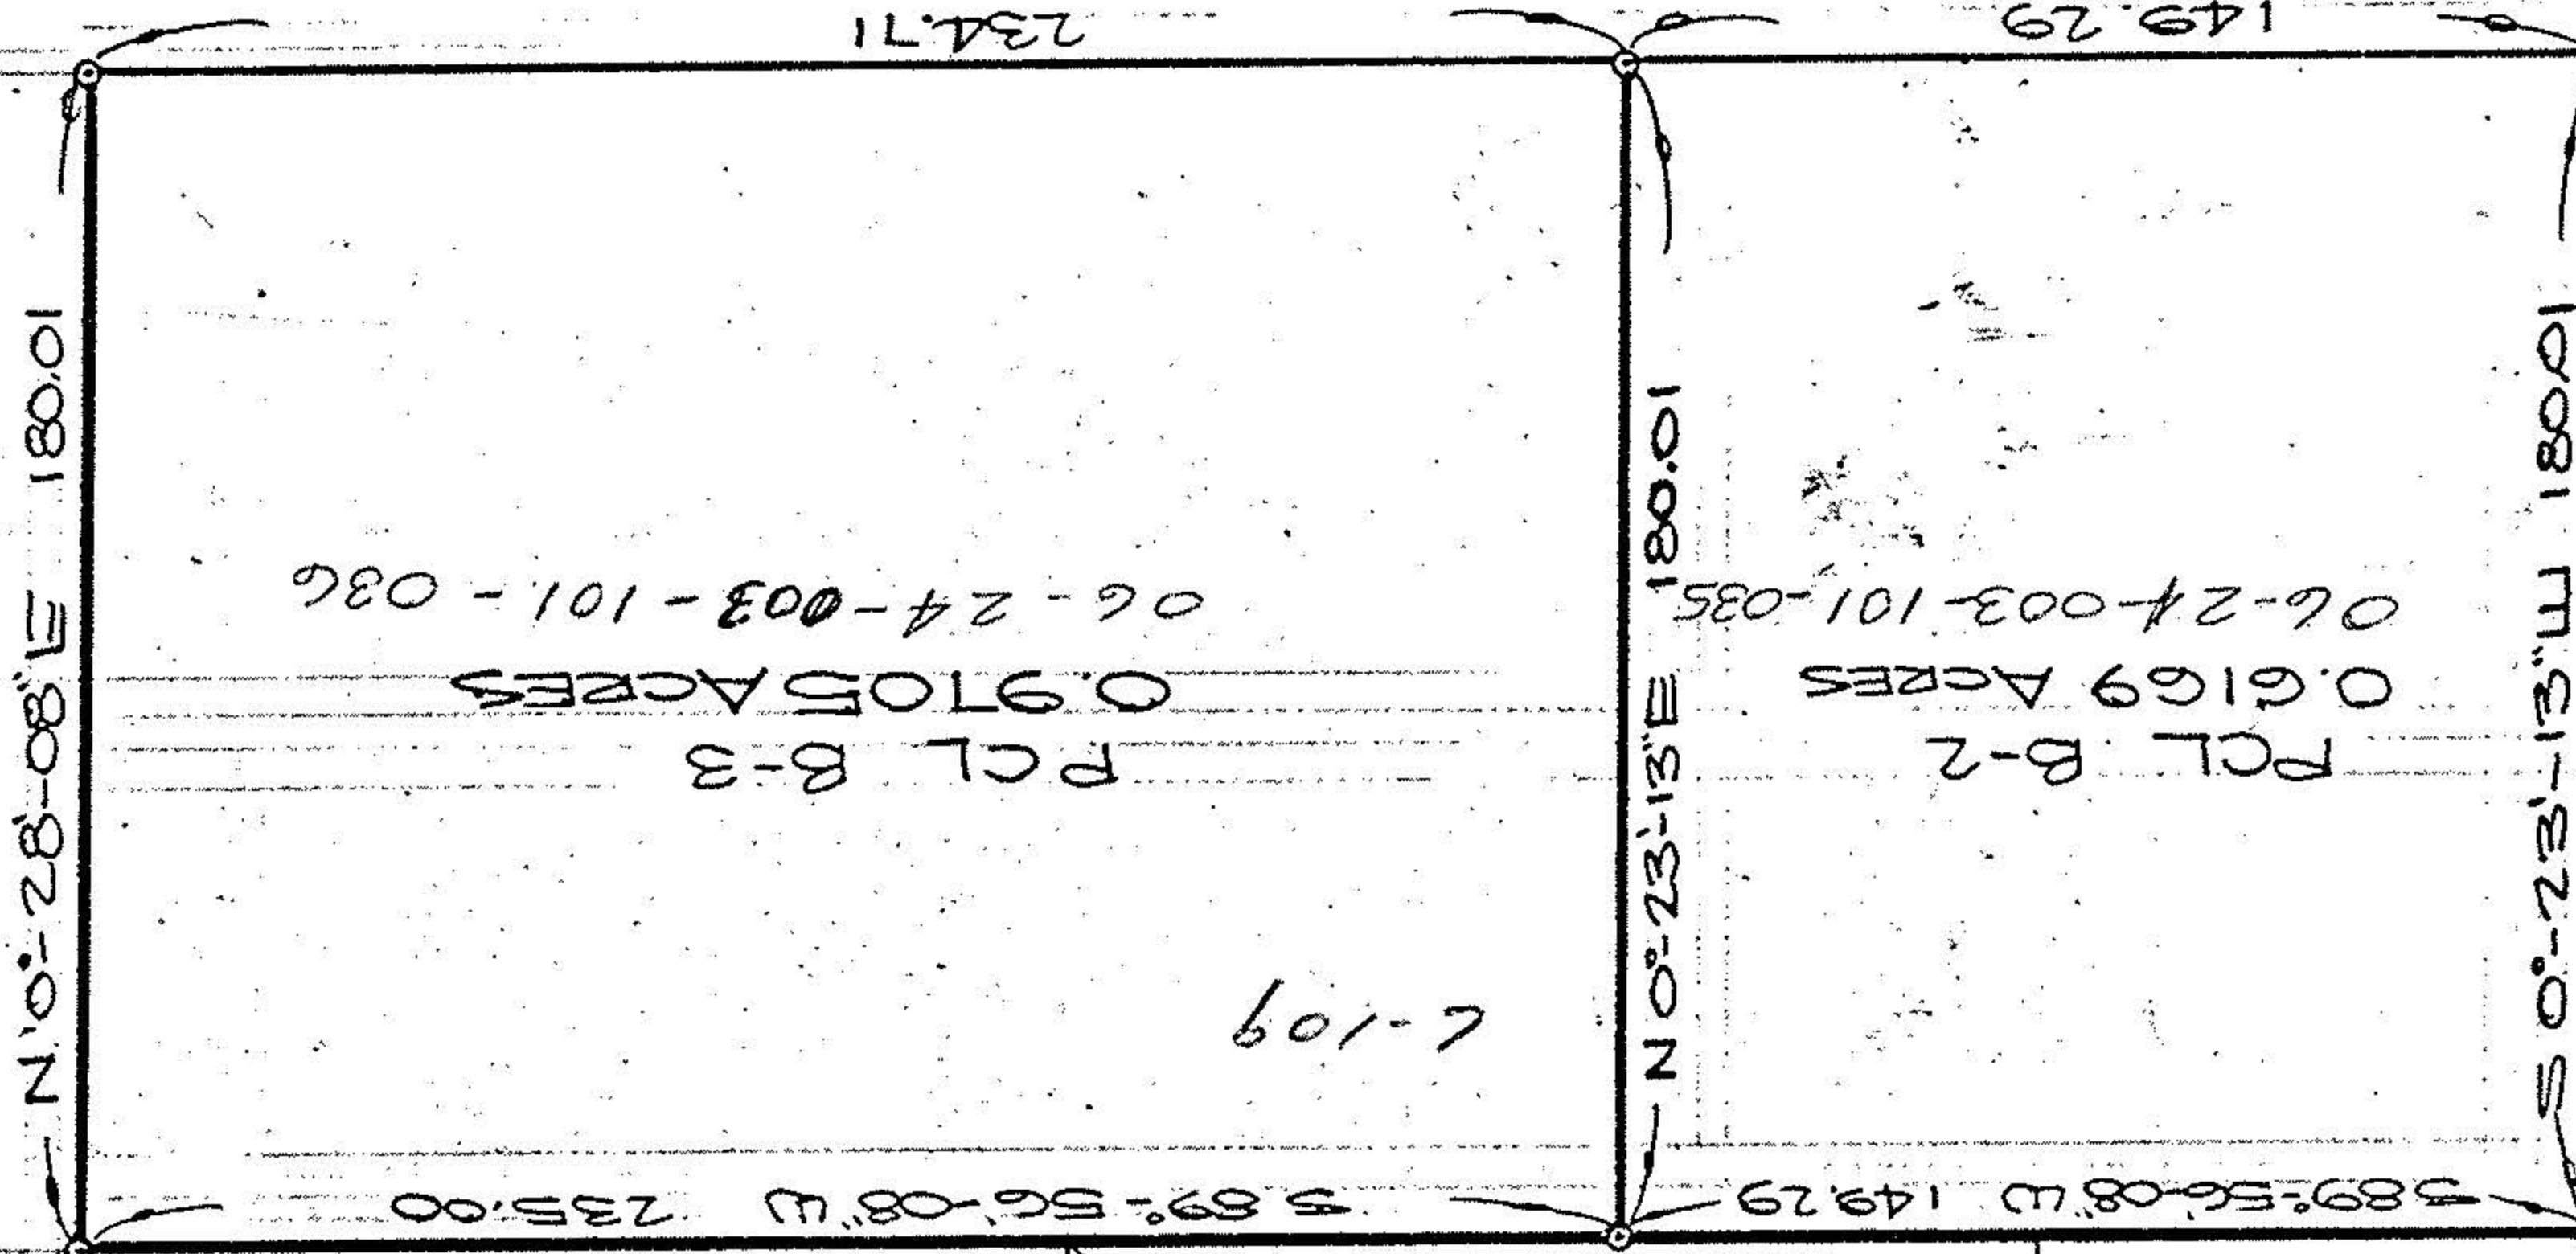 S 89°-56'-08" W 149.29
S 89°-56'-08" W 235.00
S 0°-23'-13" W 180.01
PCL B-2
0.6169 ACRES
06-24-003-101-035
N 0°-23'-13" E 180.01
C-109
PCL B-3
0.9705 ACRES
06-24-003-101-036
N 0°-28'-08" E 180.01
149.29
234.71